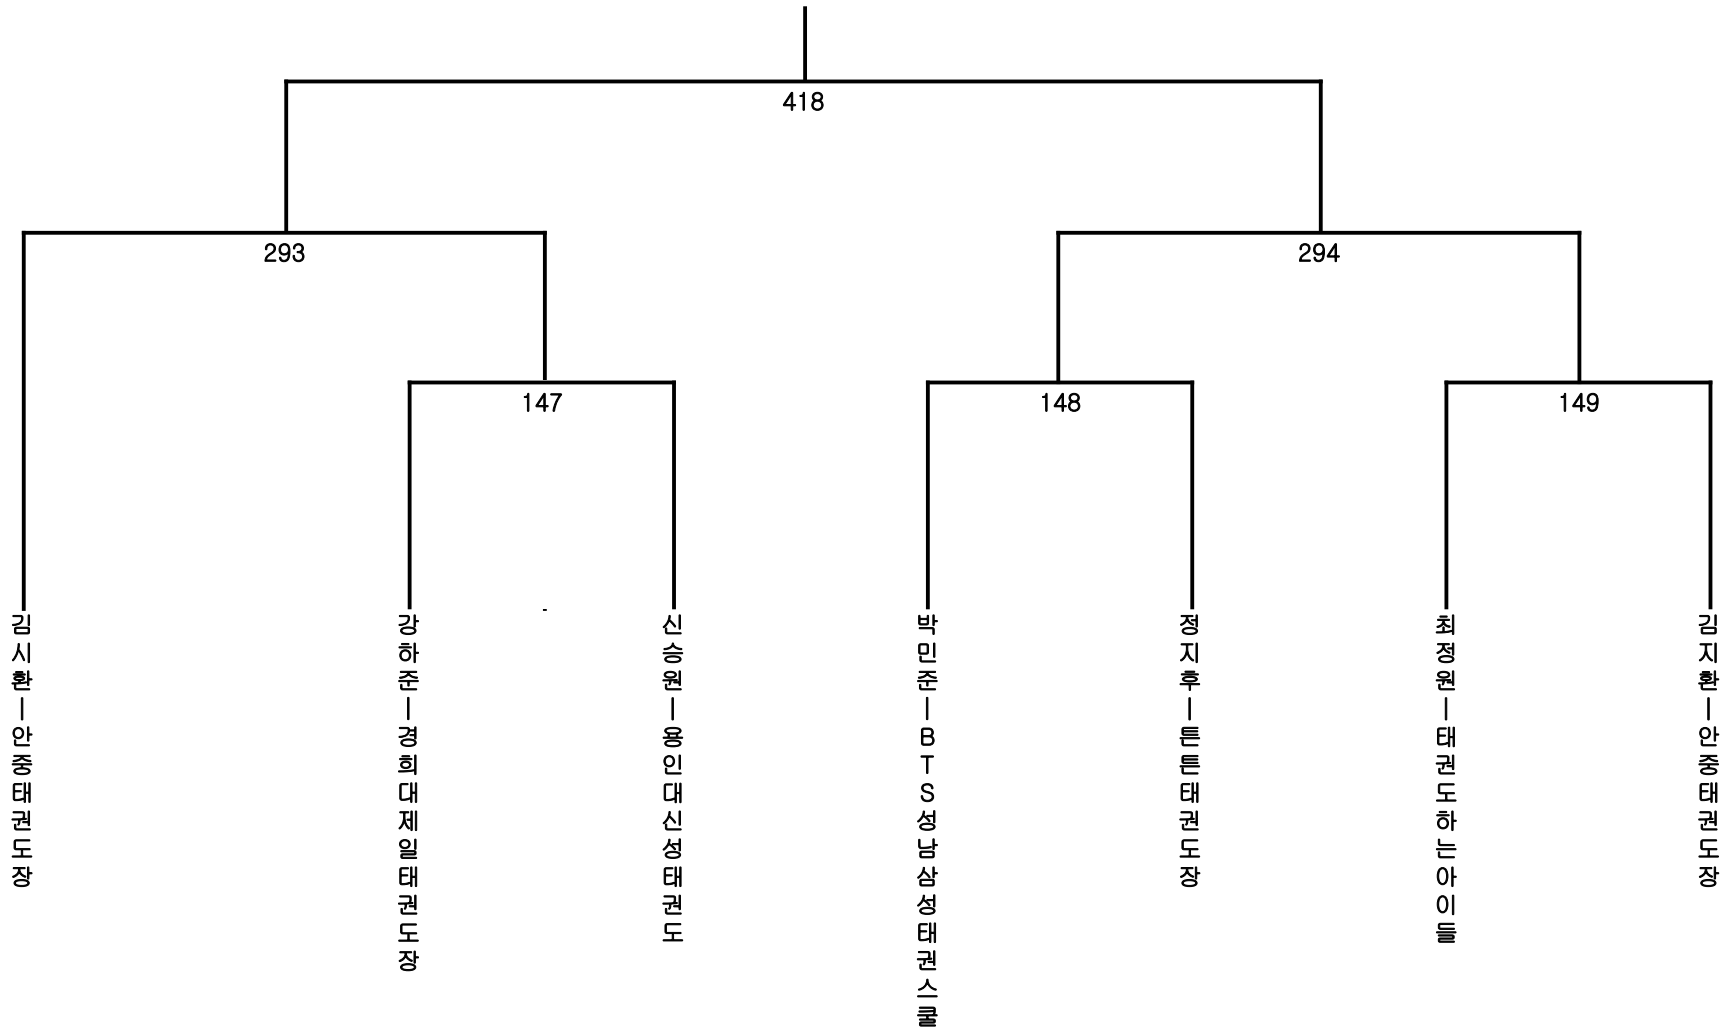 418
293
294
147
148
149
김시환-안중태권도장
강하준-경희대제일태권도장
신승원-용인대신성태권도
박민준-BTS성남삼성태권스쿨
정지후-튼튼태권도장
최정원-태권도하는아이들
김지환-안중태권도장